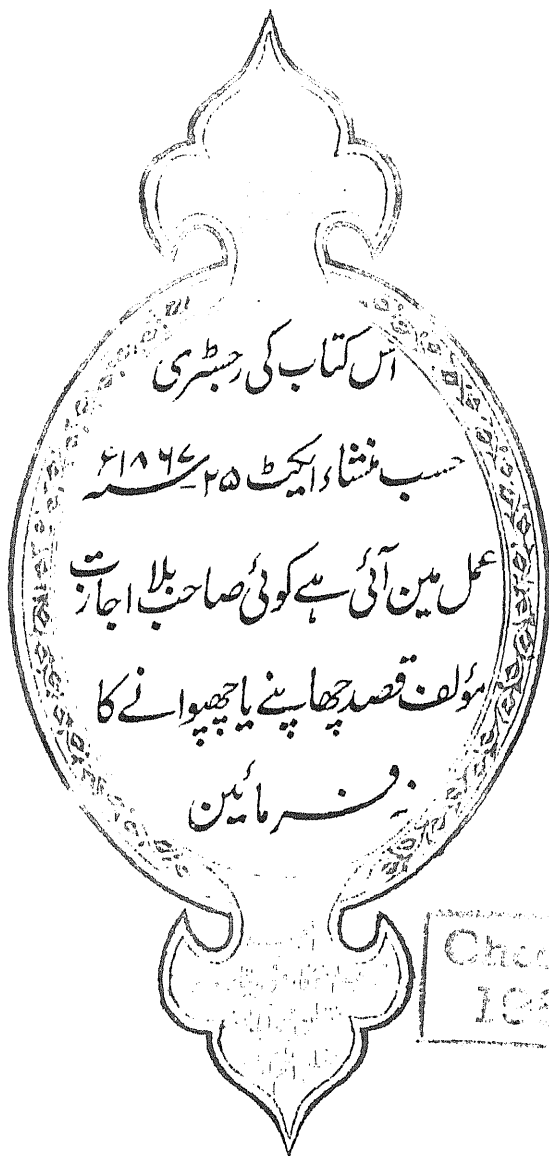 اس کتاب کی رجسٹری
حسب منشاء ایکٹ ۲۵ سنہ ۱۸۶۷ء
عمل مین آئی ہے کوئی صاحب بلا اجازت
مؤلف قصد چھاپنے یا چھپوانے کا
نہ فرمائین